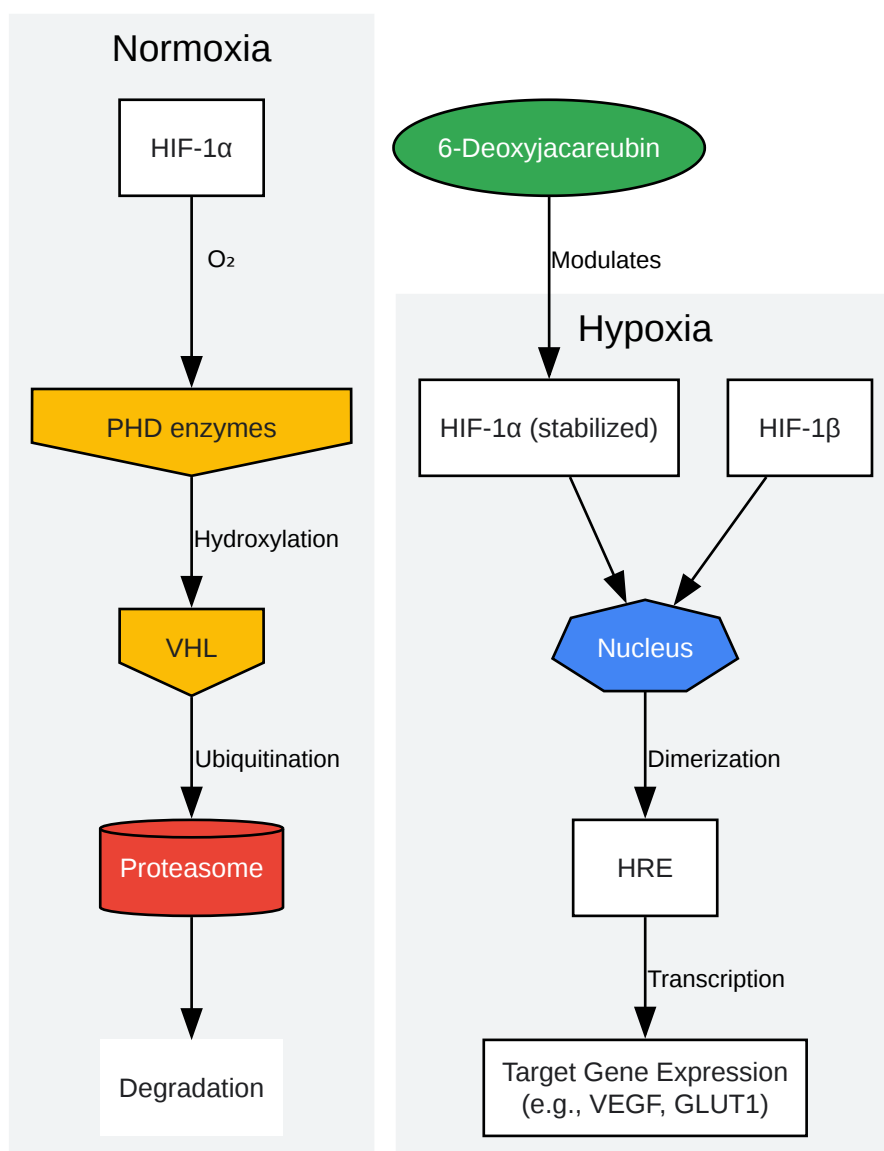 Normoxia
HIF-1α
O₂
PHD enzymes
Hydroxylation
VHL
Ubiquitination
Proteasome
Degradation
6-Deoxyjacareubin
Modulates
Hypoxia
HIF-1α (stabilized)
HIF-1β
Nucleus
Dimerization
HRE
Transcription
Target Gene Expression
(e.g., VEGF, GLUT1)